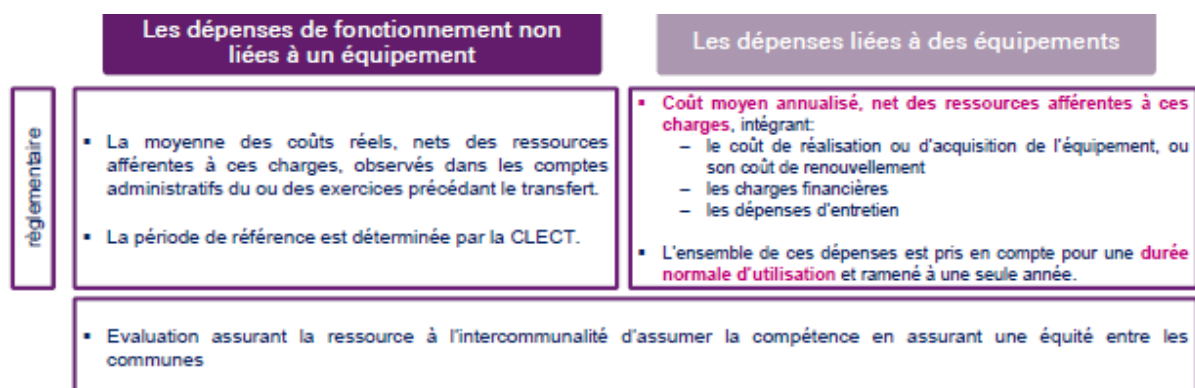 Les dépenses de fonctionnement non
liées à un équipement
Les dépenses liées à des équipements
règlementaire
▪ La moyenne des coûts réels, nets des ressources
afférentes à ces charges, observés dans les comptes
administratifs du ou des exercices précédant le transfert.
▪ La période de référence est déterminée par la CLECT.
▪ Coût moyen annualisé, net des ressources afférentes à ces
charges, intégrant:
– le coût de réalisation ou d'acquisition de l'équipement, ou
son coût de renouvellement
– les charges financières
– les dépenses d'entretien
▪ L'ensemble de ces dépenses est pris en compte pour une durée
normale d'utilisation et ramené à une seule année.
▪ Evaluation assurant la ressource à l'intercommunalité d'assumer la compétence en assurant une équité entre les
communes